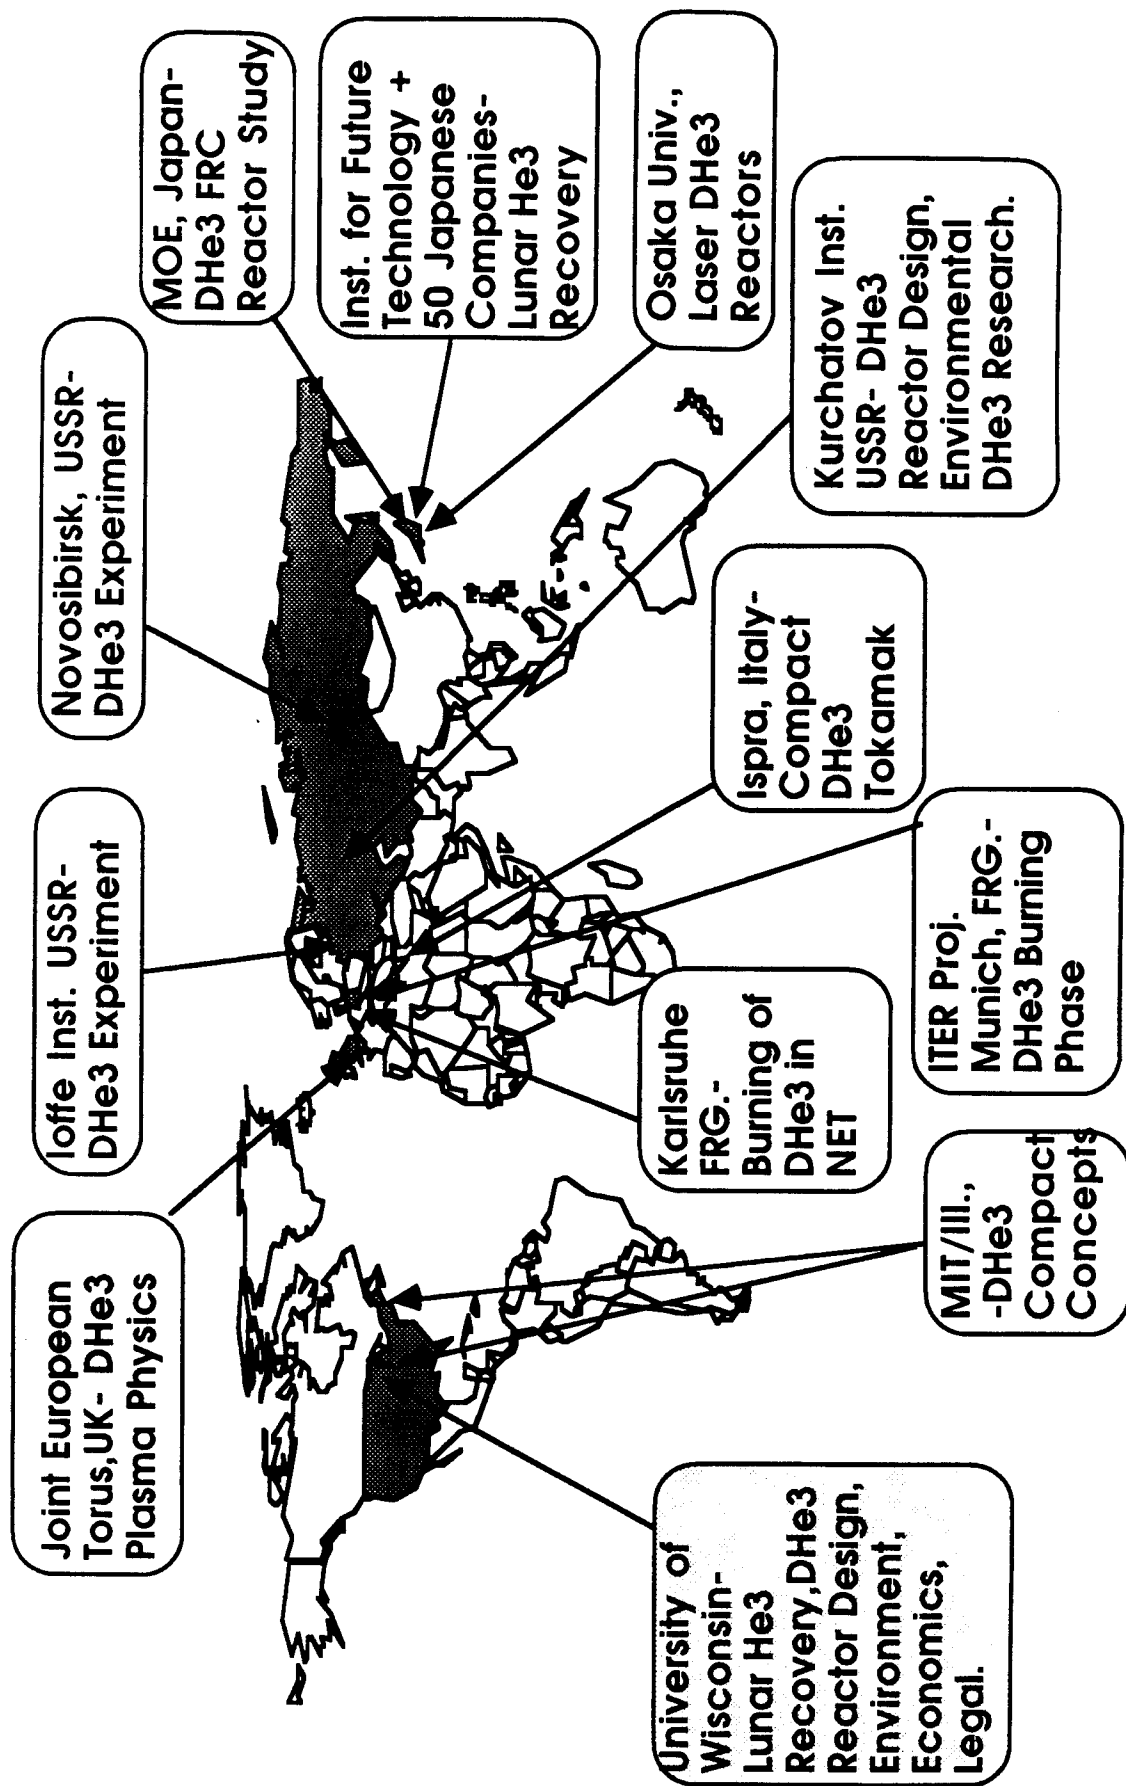 Joint European
Torus,UK- DHe3
Plasma Physics
Ioffe Inst. USSR-
DHe3 Experiment
Novosibirsk, USSR-
DHe3 Experiment
MOE, Japan-
DHe3 FRC
Reactor Study
Inst. for Future
Technology +
50 Japanese
Companies-
Lunar He3
Recovery
Osaka Univ.,
Laser DHe3
Reactors
Kurchatov Inst.
USSR- DHe3
Reactor Design,
Environmental
DHe3 Research.
Ispra, Italy-
Compact
DHe3
Tokamak
ITER Proj.
Munich, FRG.-
DHe3 Burning
Phase
Karlsruhe
FRG.-
Burning of
DHe3 in
NET
MIT/Ill.,
-DHe3
Compact
Concepts
University of
Wisconsin-
Lunar He3
Recovery,DHe3
Reactor Design,
Environment,
Economics,
Legal.